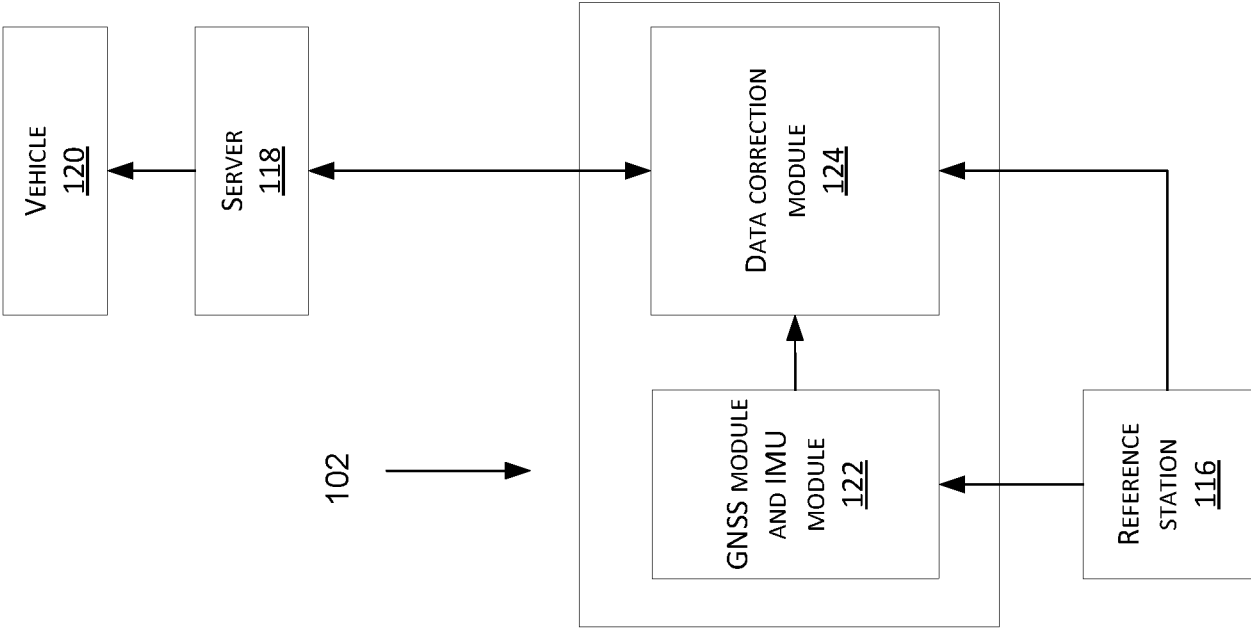 VEHICLE
120
SERVER
118
DATA CORRECTION
MODULE
124
102
GNSS MODULE
AND IMU
MODULE
122
REFERENCE
STATION
116